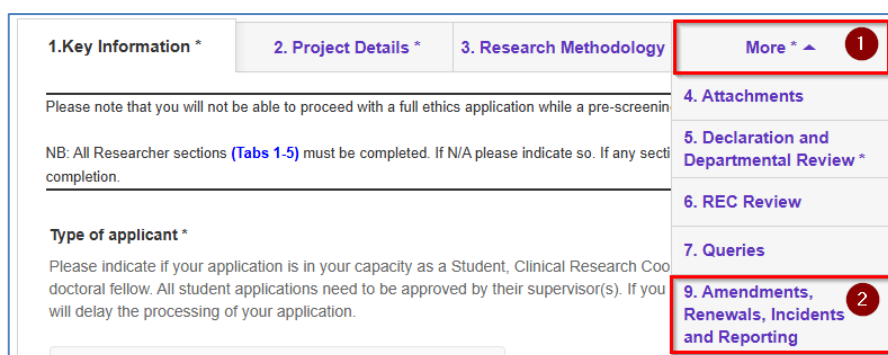 1.Key Information *
2. Project Details *
3. Research Methodology
More *
1
4. Attachments
5. Declaration and
Departmental Review *
6. REC Review
7. Queries
9. Amendments,
Renewals, Incidents
and Reporting
2
Please note that you will not be able to proceed with a full ethics application while a pre-screenin
NB: All Researcher sections (Tabs 1-5) must be completed. If N/A please indicate so. If any secti
completion.
Type of applicant *
Please indicate if your application is in your capacity as a Student, Clinical Research Coo
doctoral fellow. All student applications need to be approved by their supervisor(s). If you
will delay the processing of your application.